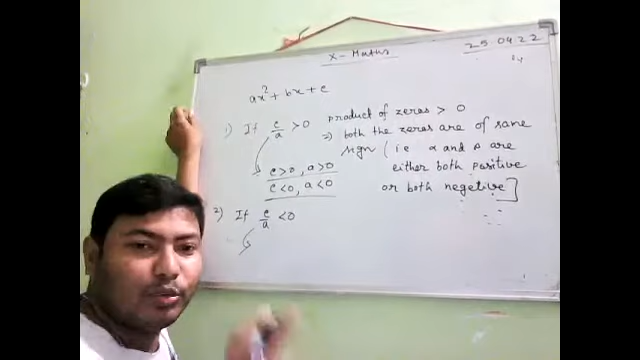 X-Maths
25.04.22
ax² + bx + c
1) If c/a > 0 product of zeros > 0
⇒ both the zeros are of same
sign (i.e α and β are
either both positive
or both negetive]
c>0, a>0
c<0, a<0
2) If c/a <0